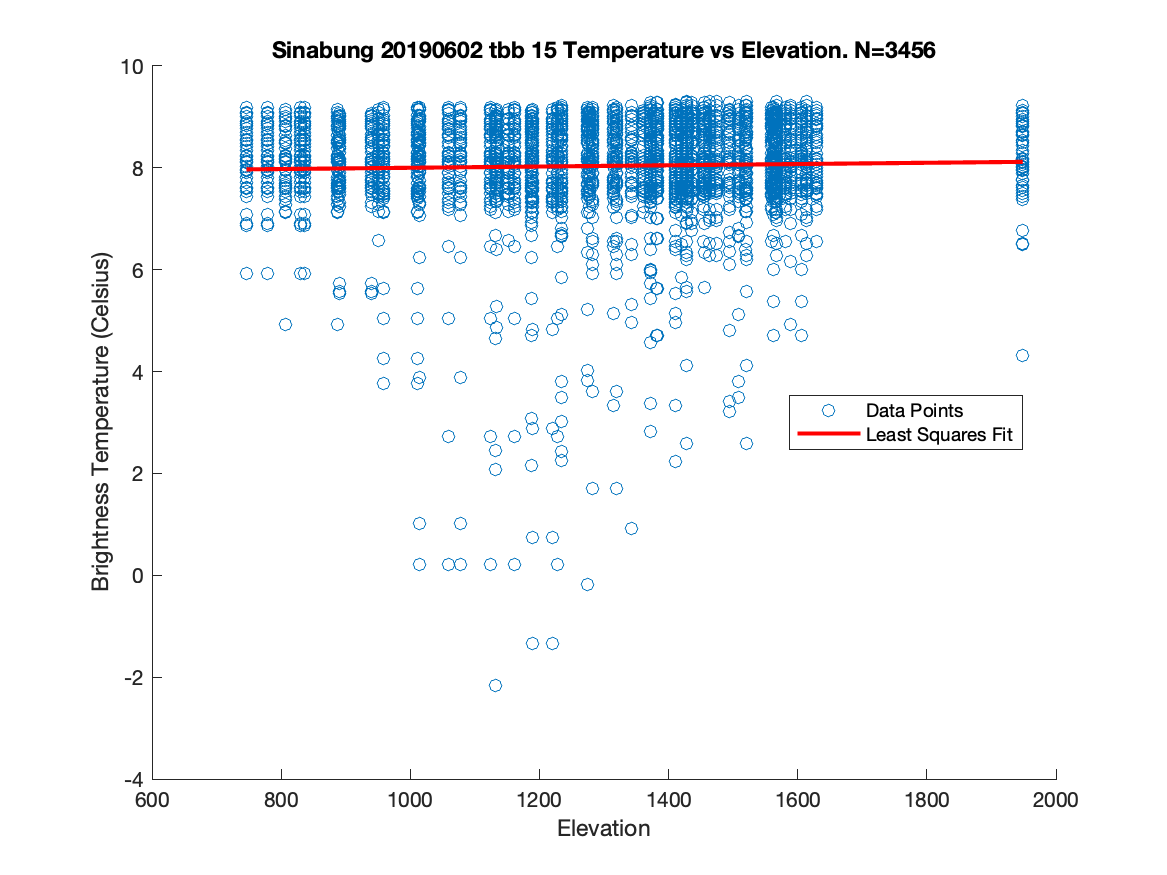 Sinabung 20190602 tbb 15 Temperature vs Elevation. N=3456
10
8
6
4
2
0
-2
-4
Brightness Temperature (Celsius)
Data Points
Least Squares Fit
600 800 1000 1200 1400 1600 1800 2000
Elevation